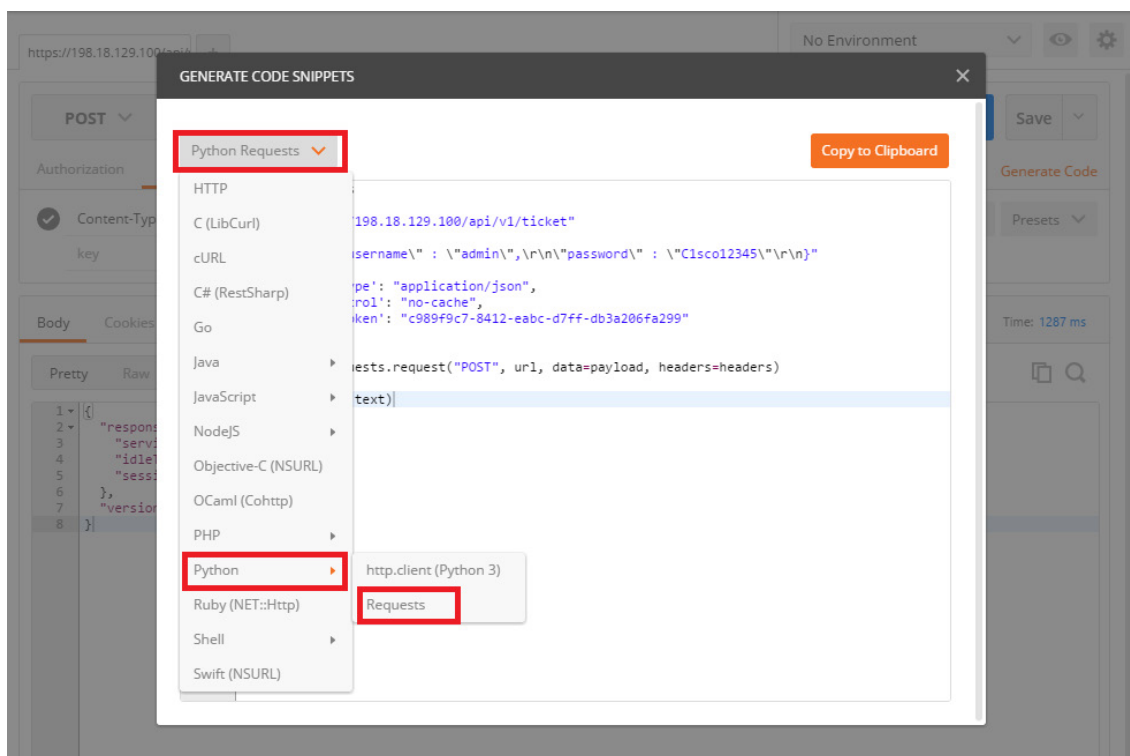 https://198.18.129.100/api/v
No Environment
GENERATE CODE SNIPPETS
POST
Save
Python Requests
Copy to Clipboard
Authorization
Generate Code
HTTP
Content-Typ
C (LibCurl)
'198.18.129.100/api/v1/ticket"
Presets
key
cURL
sername\" : \"admin\",\r\n\"password\" : \"C1sco12345\"\r\n}"
C# (RestSharp)
pe': "application/json",
rol': "no-cache",
ken': "c989f9c7-8412-eabc-d7ff-db3a206fa299"
Body
Cookies
Go
Time: 1287 ms
Java
ests.request("POST", url, data=payload, headers=headers)
Pretty
Raw
JavaScript
text)
1 {
2 "respons
3 "servi
4 "idleT
5 "sessi
6 },
7 "version
8 }
NodeJS
Objective-C (NSURL)
OCaml (Cohttp)
PHP
Python
http.client (Python 3)
Ruby (NET::Http)
Requests
Shell
Swift (NSURL)